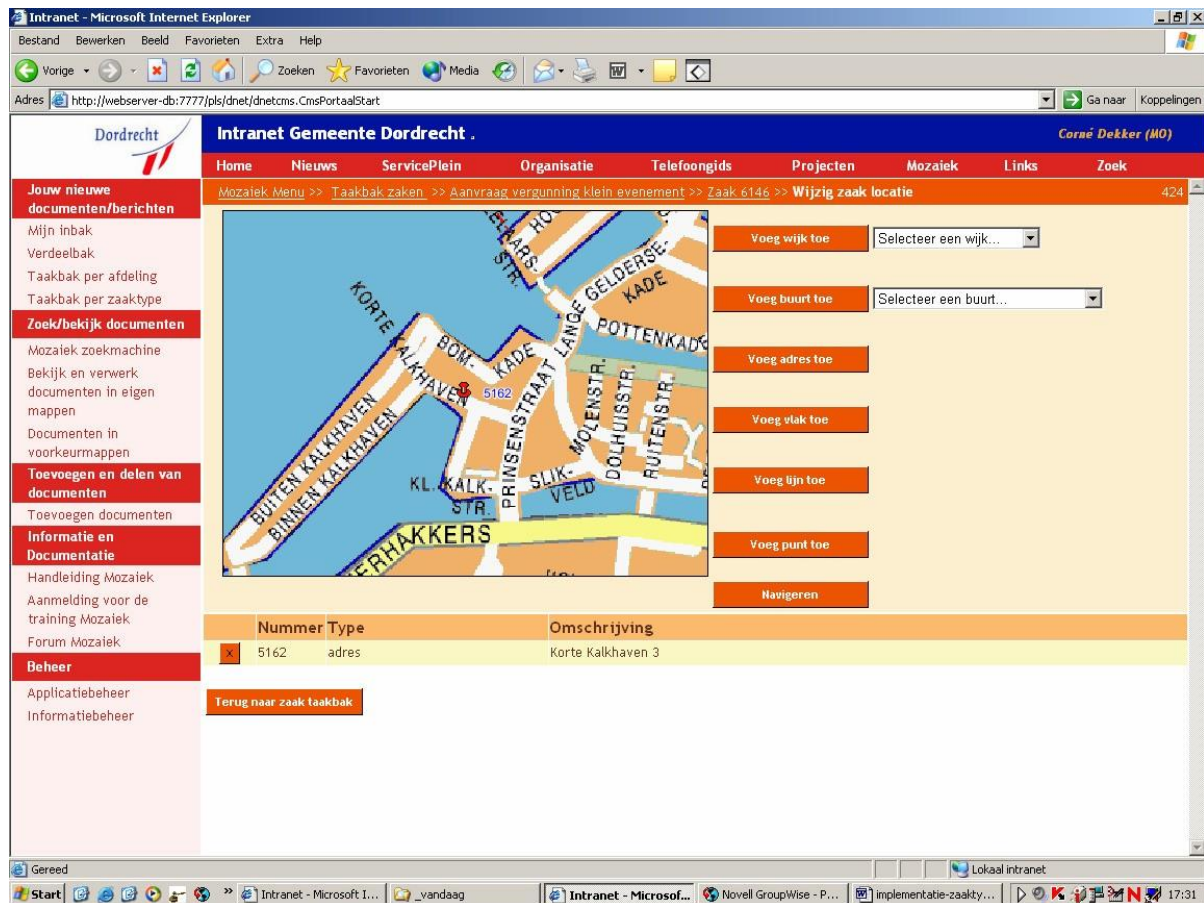 Intranet - Microsoft Internet Explorer
Bestand Bewerken Beeld Favorieten Extra Help
Vorige Zoeken Favorieten Media
Adres http://webserver-db:7777/pls/dnet/dnetcms.CmsPortaalStart Ga naar Koppelingen
Dordrecht
Intranet Gemeente Dordrecht . Corné Dekker (MO)
Home Nieuws ServicePlein Organisatie Telefoongids Projecten Mozaiek Links Zoek
Mozaiek Menu >> Taakbak zaken >> Aanvraag vergunning klein evenement >> Zaak 6146 >> Wijzig zaak locatie 424
Jouw nieuwe
documenten/berichten
Mijn inbak
Verdeelbak
Taakbak per afdeling
Taakbak per zaaktype
Zoek/bekijk documenten
Mozaiek zoekmachine
Bekijk en verwerk
documenten in eigen
mappen
Documenten in
voorkeurmappen
Toevoegen en delen van
documenten
Toevoegen documenten
Informatie en
Documentatie
Handleiding Mozaiek
Aanmelding voor de
training Mozaiek
Forum Mozaiek
Beheer
Applicatiebeheer
Informatiebeheer
STR.
GELDERSE-
KADE
LANGE
POTTENKADE
KORTE KALKHAVEN
BOM-
KADE
5162
PRINSENSTRAAT
MOLENSTR.
DOLHUISSTR.
RUITENSTR.
BUITEN KALKHAVEN
BINNEN KALKHAVEN
KL. KALK-
STR.
SLIK-
VELD
ERHAKKERS
Voeg wijk toe Selecteer een wijk...
Voeg buurt toe Selecteer een buurt...
Voeg adres toe
Voeg vlak toe
Voeg lijn toe
Voeg punt toe
Navigeren
Nummer Type Omschrijving
x 5162 adres Korte Kalkhaven 3
Terug naar zaak taakbak
Gereed Lokaal intranet
Start » Intranet - Microsoft I... _vandaag Intranet - Microsof... Novell GroupWise - P... implementatie-zaakty... 17:31